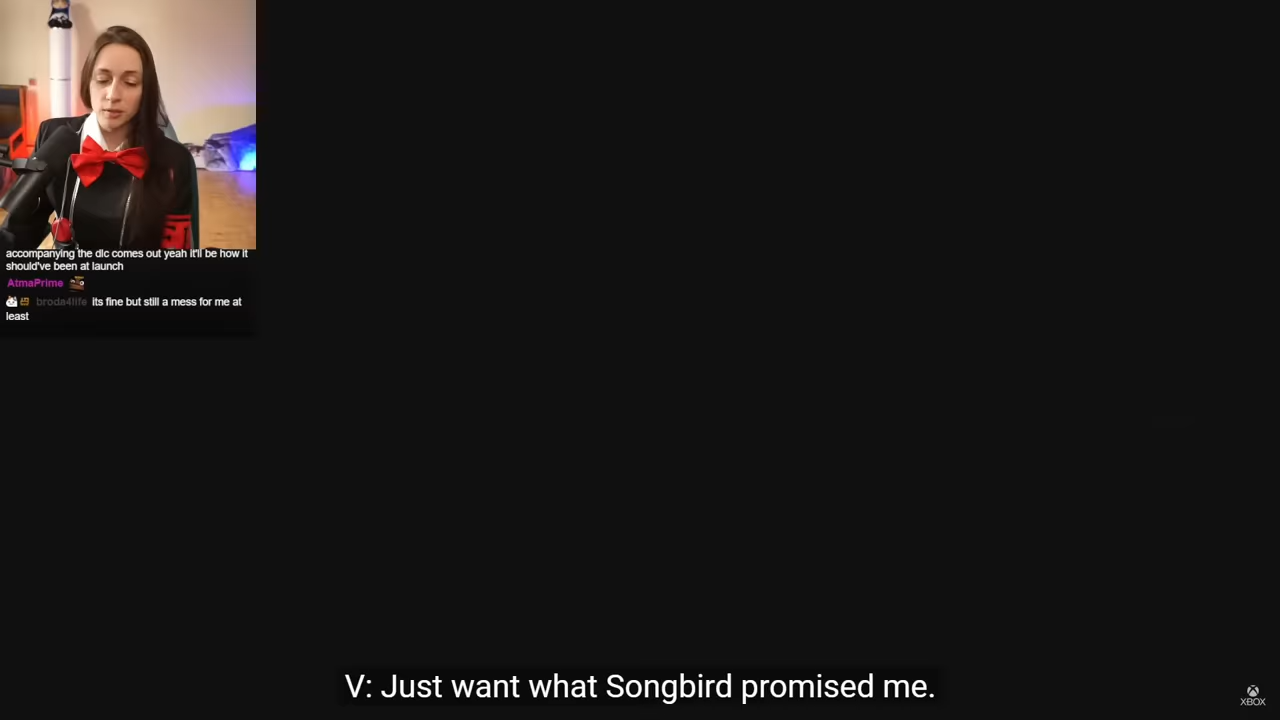 accompanying the dlc comes out yeah it'll be how it
should've been at launch
AtmaPrime
broda4life its fine but still a mess for me at
least
V: Just want what Songbird promised me.
XBOX